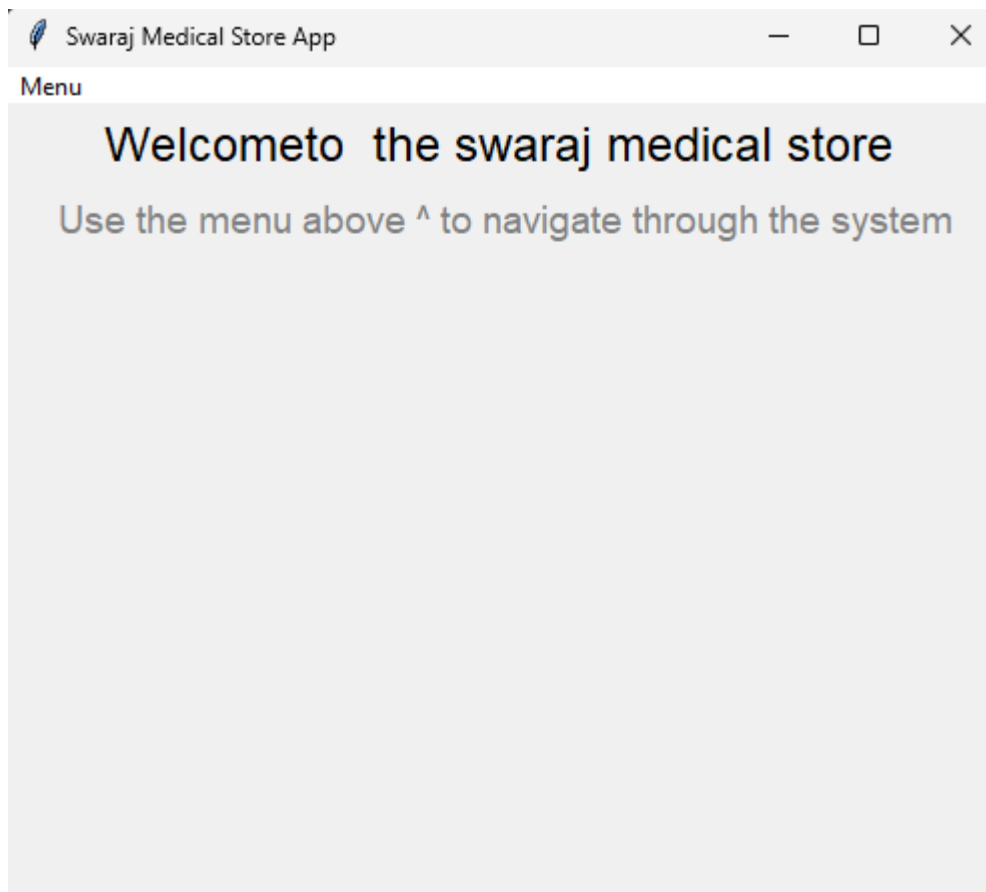 Swaraj Medical Store App
Menu
Welcometo  the swaraj medical store
Use the menu above ^ to navigate through the system